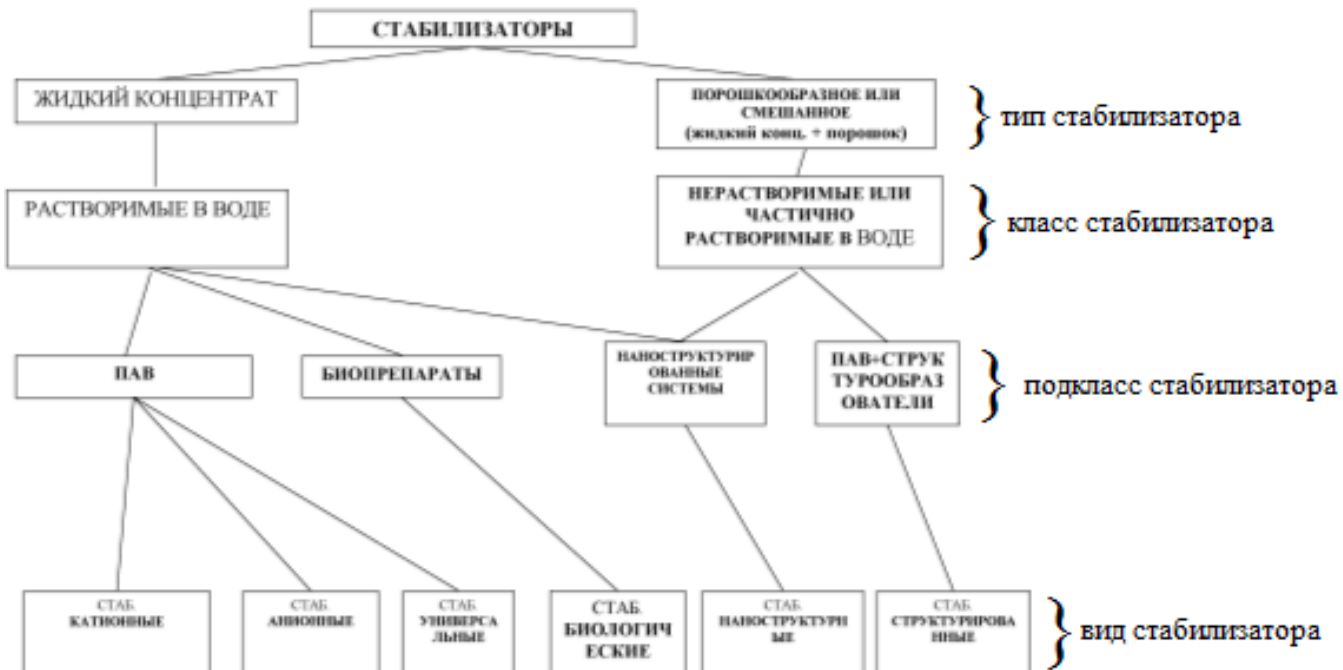 СТАБИЛИЗАТОРЫ
ЖИДКИЙ КОНЦЕНТРАТ
ПОРОШКООБРАЗНОЕ ИЛИ
СМЕШАННОЕ
(жидкий конц. + порошок)
тип стабилизатора
РАСТВОРИМЫЕ В ВОДЕ
НЕРАСТВОРИМЫЕ ИЛИ
ЧАСТИЧНО
РАСТВОРИМЫЕ В ВОДЕ
класс стабилизатора
ПАВ
БИОПРЕПАРАТЫ
НАНОСТРУКТУРИР
ОВАННЫЕ
СИСТЕМЫ
ПАВ+СТРУК
ТУРООБРАЗ
ОВАТЕЛИ
подкласс стабилизатора
СТАБ.
КАТИОННЫЕ
СТАБ.
АНИОННЫЕ
СТАБ.
УНИВЕРСА
ЛЬНЫЕ
СТАБ.
БИОЛОГИЧ
ЕСКИЕ
СТАБ.
НАНОСТРУКТУРН
ЫЕ
СТАБ.
СТРУКТУРИРОВА
ННЫЕ
вид стабилизатора